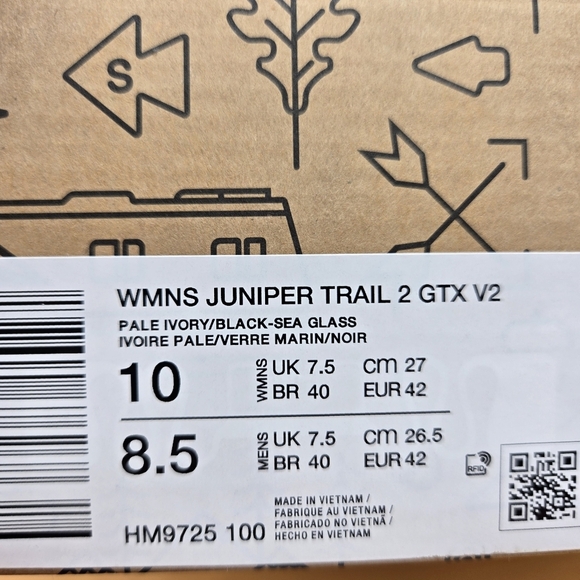 S
WMNS JUNIPER TRAIL 2 GTX V2
PALE IVORY/BLACK-SEA GLASS
IVOIRE PALE/VERRE MARIN/NOIR
10 WMNS UK 7.5 cm 27
BR 40 EUR 42
8.5 MENS UK 7.5 cm 26.5
BR 40 EUR 42
RFID
MADE IN VIETNAM /
FABRIQUE AU VIETNAM /
FABRICADO NO VIETNÃ /
HECHO EN VIETNAM
HM9725 100